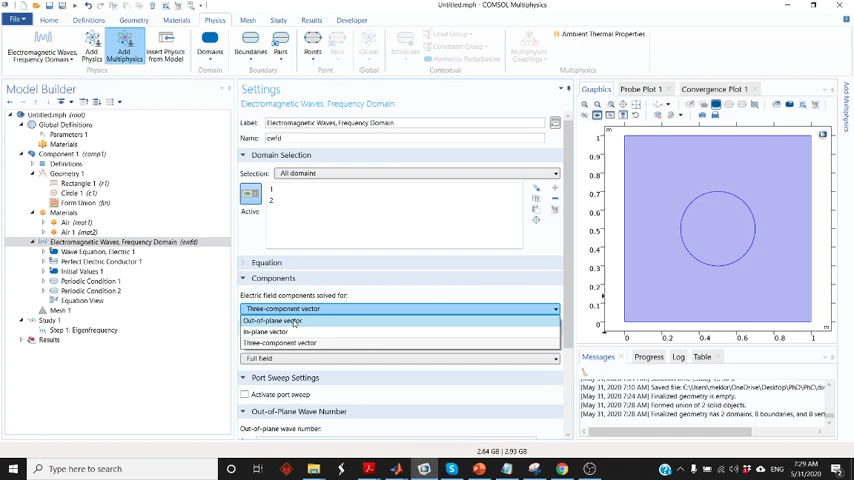 Untitled.mph (root)
File
Home
Definitions
Geometry
Materials
Physics
Mesh
Study
Results
Developer
Electromagnetic Waves,
Frequency Domain
Add
Physics
Add
Multiphysics
Insert Physics
from Model
Physics
Domains
Domain
Boundaries
Pairs
Boundary
Points
Pairs
Global
Global
Attributes
Load Group
Constraint Group
Harmonic Perturbation
Contextual
Multiphysics
Couplings
Ambient Thermal Properties
Multiphysics
Model Builder
Untitled.mph (root)
Global Definitions
Parameters 1
Materials
Component 1 (comp1)
Definitions
Geometry 1
Rectangle 1 (r1)
Circle 1 (c1)
Form Union (fin)
Materials
Air (mat1)
Air 1 (mat2)
Electromagnetic Waves, Frequency Domain (ewfd)
Wave Equation, Electric 1
Perfect Electric Conductor 1
Initial Values 1
Periodic Condition 1
Periodic Condition 2
Equation View
Mesh 1
Study 1
Step 1: Eigenfrequency
Results
Settings
Electromagnetic Waves, Frequency Domain
Label: Electromagnetic Waves, Frequency Domain
Name: ewfd
Domain Selection
Selection: All domains
1
2
Active
Equation
Components
Electric field components solved for:
Three-component vector
Out-of-plane vector
In-plane vector
Three-component vector
Full field
Port Sweep Settings
Activate port sweep
Out-of-Plane Wave Number
Out-of-plane wave number:
Graphics
Probe Plot 1
Convergence Plot 1
Add Multiphysics
m
1
0.9
0.8
0.7
0.6
0.5
0.4
0.3
0.2
0.1
0
0
0.2
0.4
0.6
0.8
1
m
Messages
Progress
Log
Table
[May 31, 2020 7:10 AM] Saved file: C:\Users\mekka\OneDrive\Desktop\PhD\PhD\di
[May 31, 2020 7:24 AM] Finalized geometry is empty.
[May 31, 2020 7:28 AM] Formed union of 2 solid objects.
[May 31, 2020 7:28 AM] Finalized geometry has 2 domains, 8 boundaries, and 8 vert
2.64 GB | 2.93 GB
Type here to search
7:29 AM
5/31/2020
2